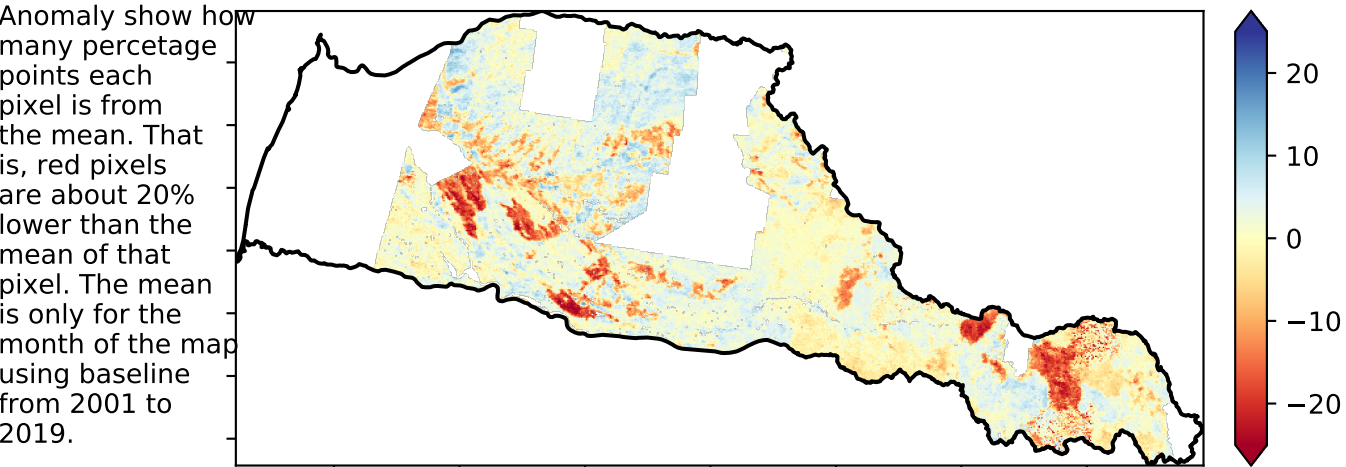 Anomaly show how
many percetage
points each
pixel is from
the mean. That
is, red pixels
are about 20%
lower than the
mean of that
pixel. The mean
is only for the
month of the map
using baseline
from 2001 to
2019.
20
10
0
−10
−20